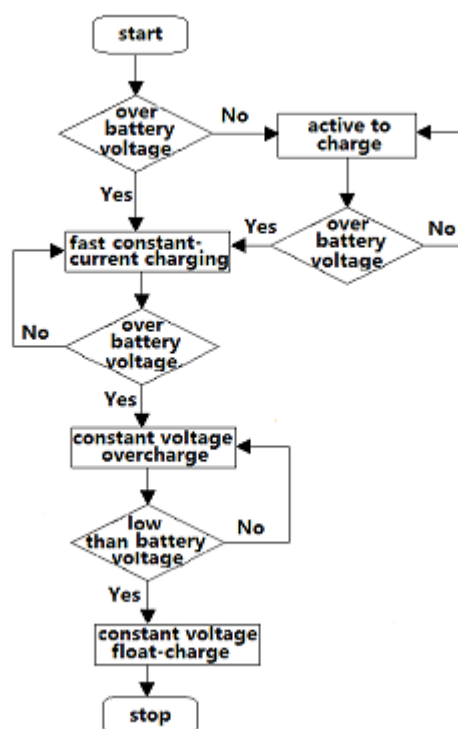 start
over
battery
voltage
No
active to
charge
Yes
Yes
over
battery
voltage
No
fast constant-
current charging
over
battery
voltage
No
Yes
constant voltage
overcharge
low
than battery
voltage
No
Yes
constant voltage
float-charge
stop